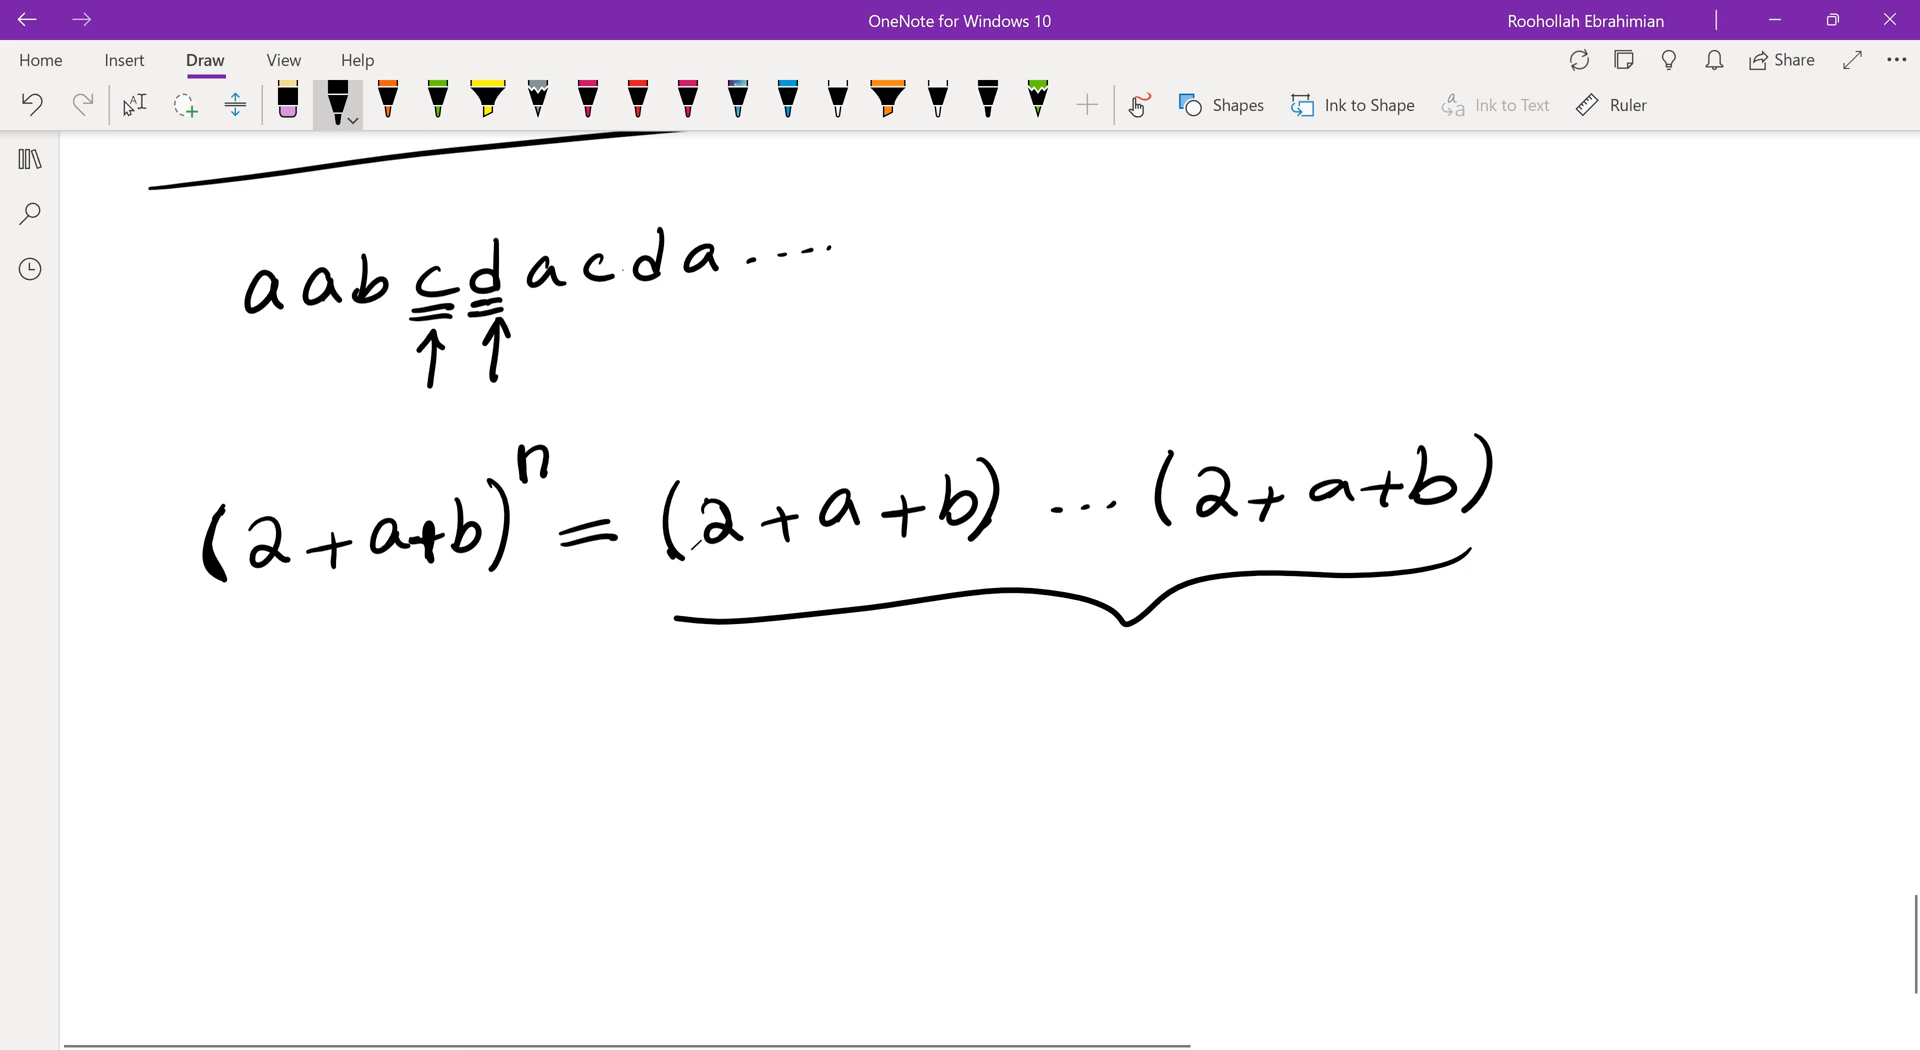 OneNote for Windows 10
Roohollah Ebrahimian
Home Insert Draw View Help Share
Shapes Ink to Shape Ink to Text Ruler
a a b c d a c d a ....
(2+a+b)^n = (2+a+b) ... (2+a+b)